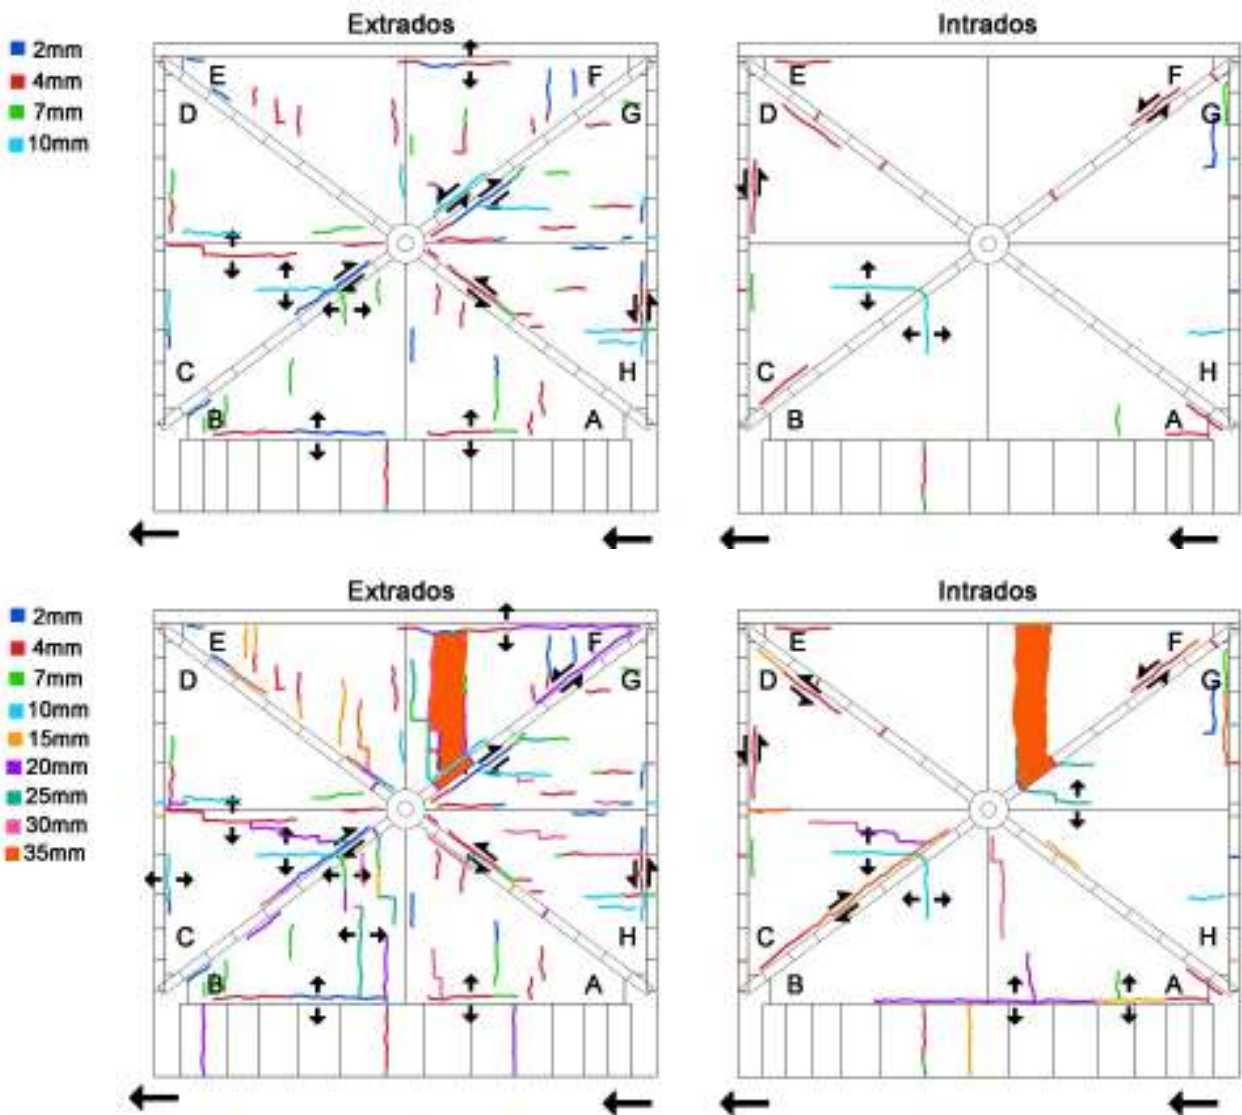 Extrados
Intrados
2mm
4mm
7mm
10mm
E
F
D
G
C
H
B
A
E
F
D
G
C
H
B
A
Extrados
Intrados
2mm
4mm
7mm
10mm
15mm
20mm
25mm
30mm
35mm
E
F
D
G
C
H
B
A
E
F
D
G
C
H
B
A